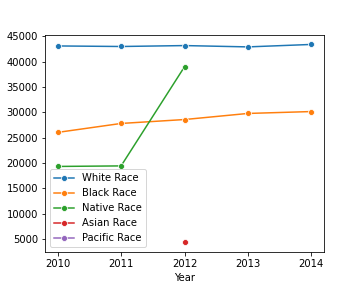 45000
40000
35000
30000
25000
20000
15000
10000
5000
White Race
Black Race
Native Race
Asian Race
Pacific Race
2010 2011 2012 2013 2014
Year